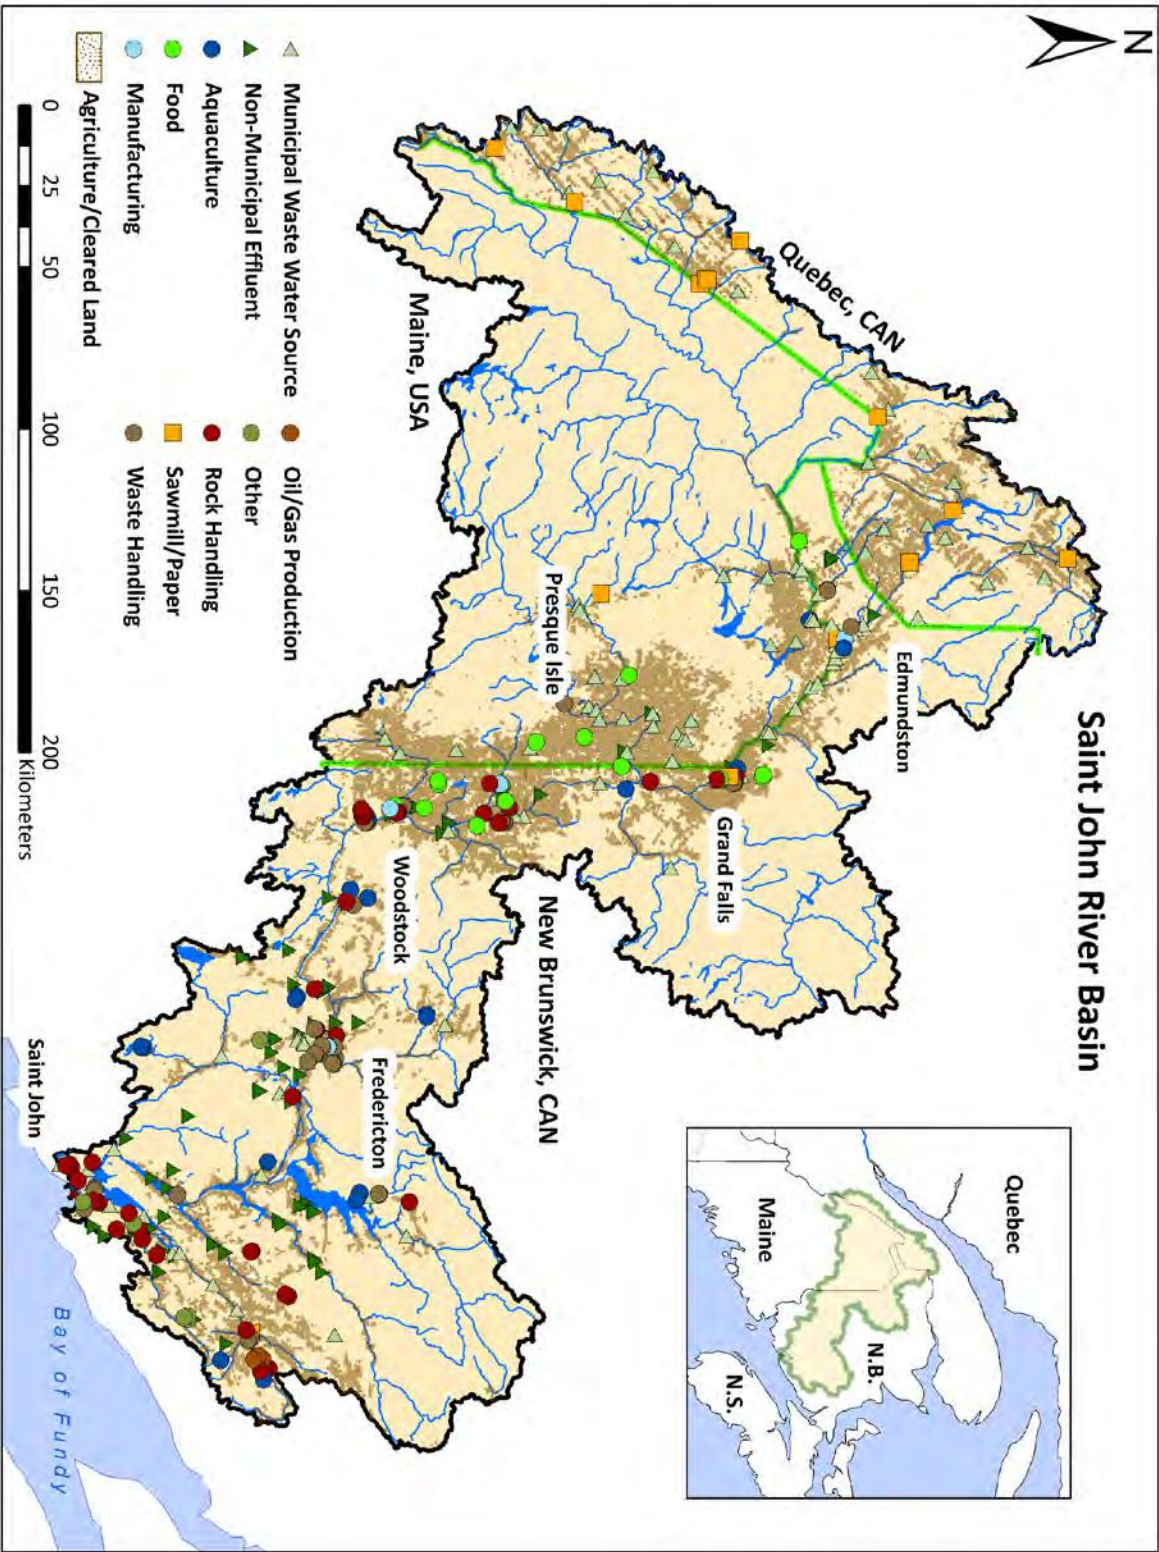 Saint John River Basin
N
Quebec, CAN
Edmundston
Grand Falls
Presque Isle
Maine, USA
New Brunswick, CAN
Woodstock
Fredericton
Saint John
Bay of Fundy
Quebec
Maine
N.B.
N.S.
Municipal Waste Water Source
Non-Municipal Effluent
Aquaculture
Food
Manufacturing
Agriculture/Cleared Land
Oil/Gas Production
Other
Rock Handling
Sawmill/Paper
Waste Handling
0 25 50 100 150 200
Kilometers